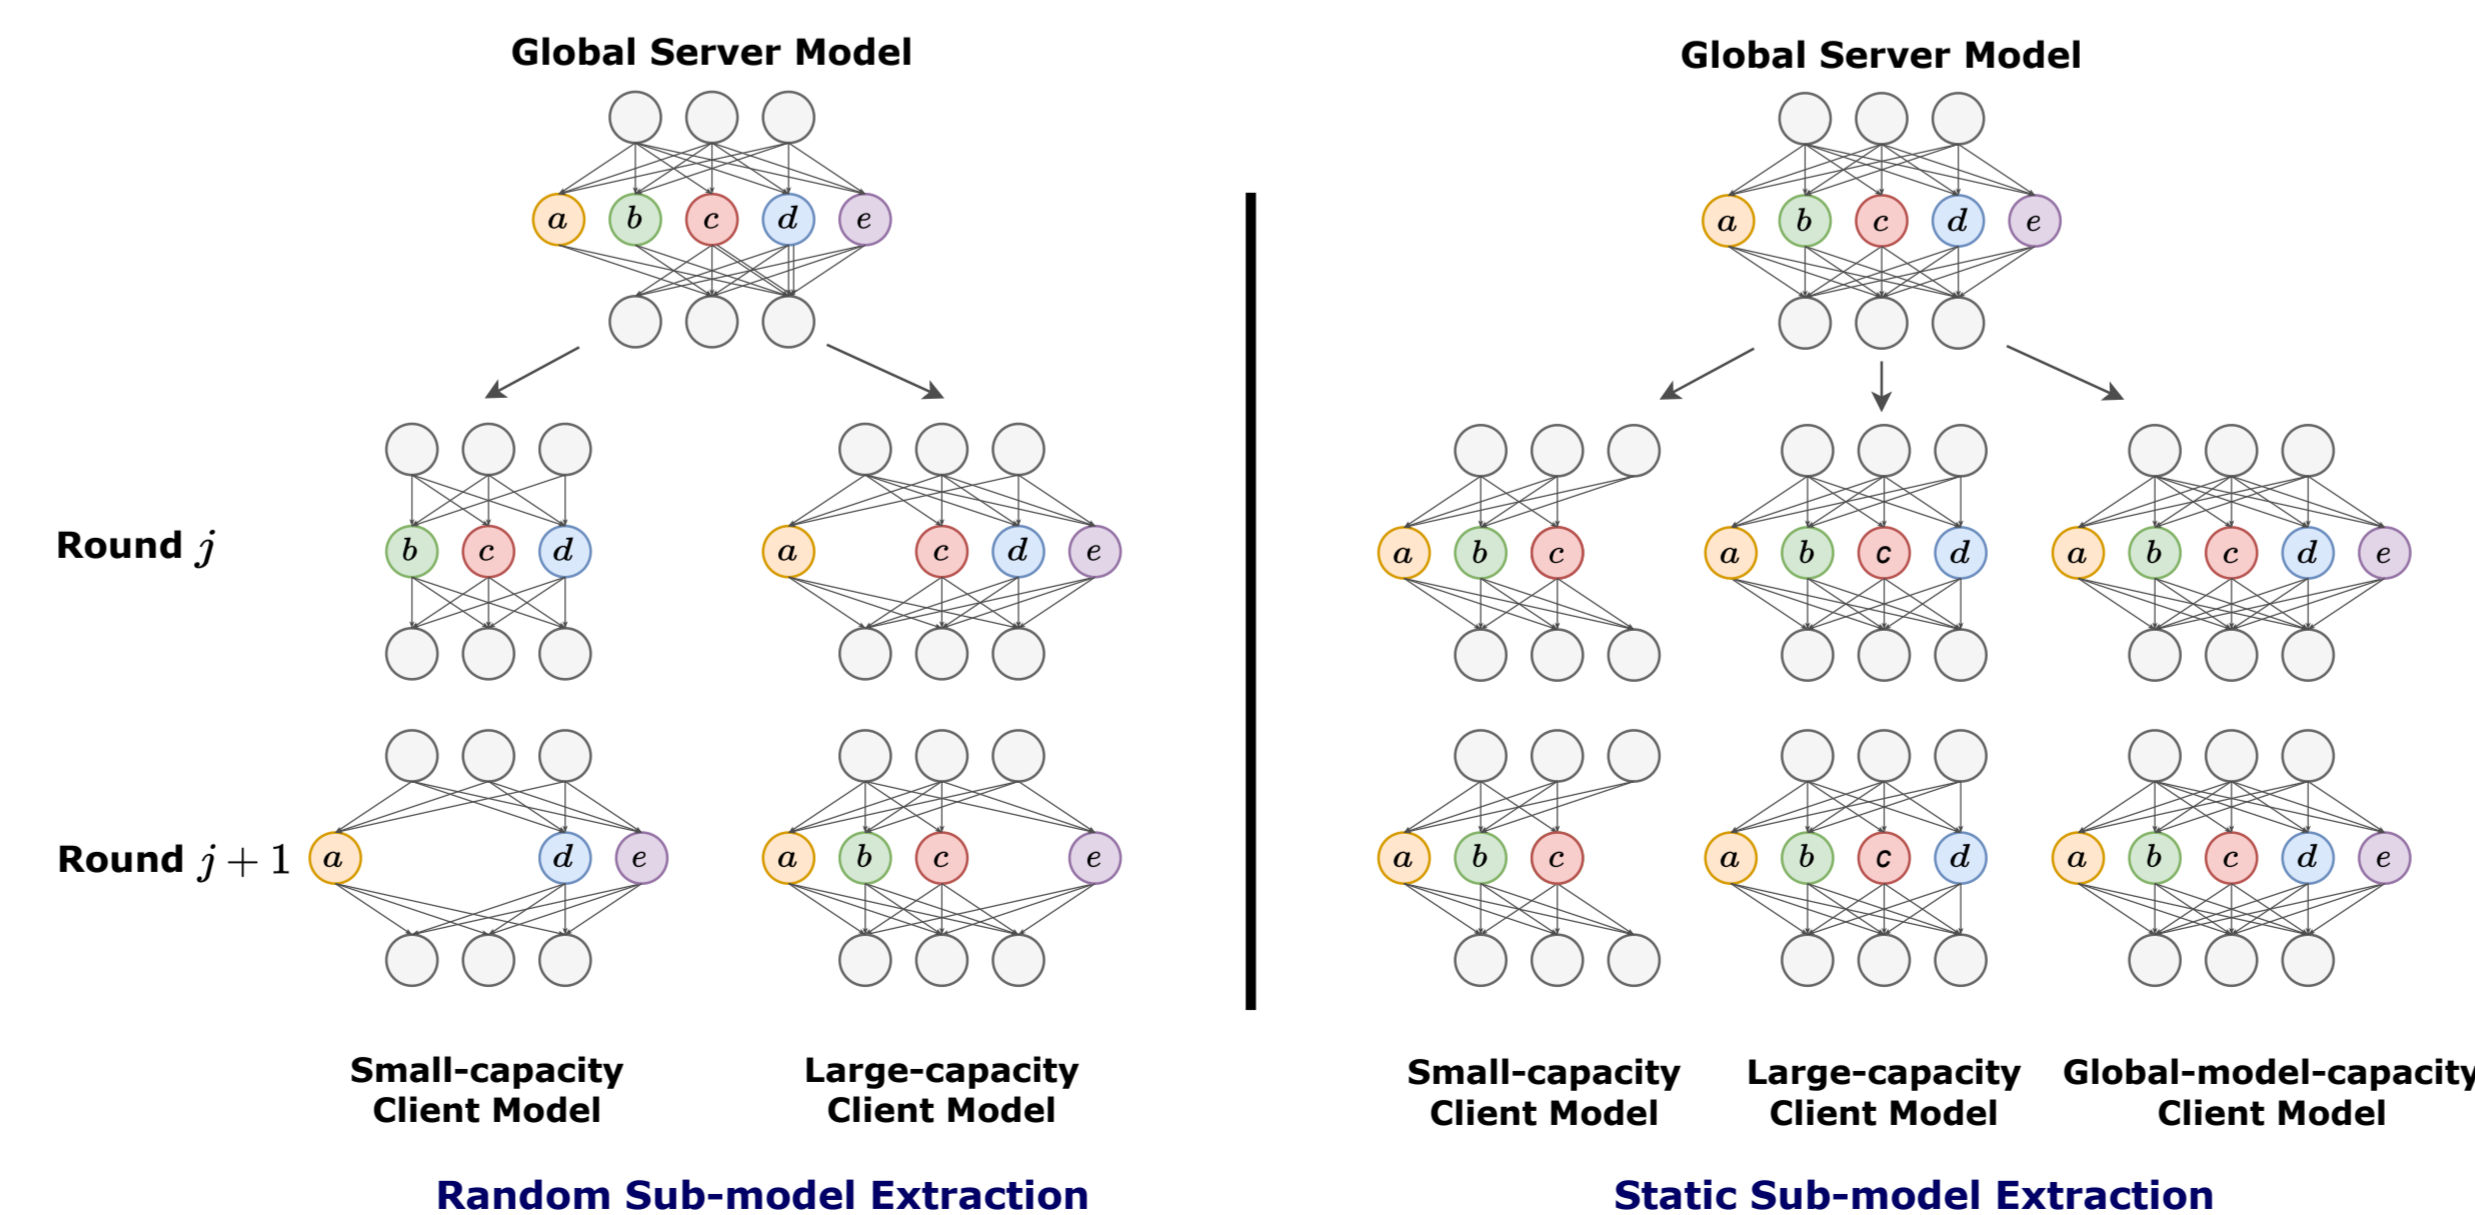 Global Server Model
a b c d e
Round j
b c d
a c d e
Round j + 1
a d e
a b c e
Small-capacity
Client Model
Large-capacity
Client Model
Random Sub-model Extraction
Global Server Model
a b c d e
a b c
a b c d
a b c d e
a b c
a b c d
a b c d e
Small-capacity
Client Model
Large-capacity
Client Model
Global-model-capacity
Client Model
Static Sub-model Extraction